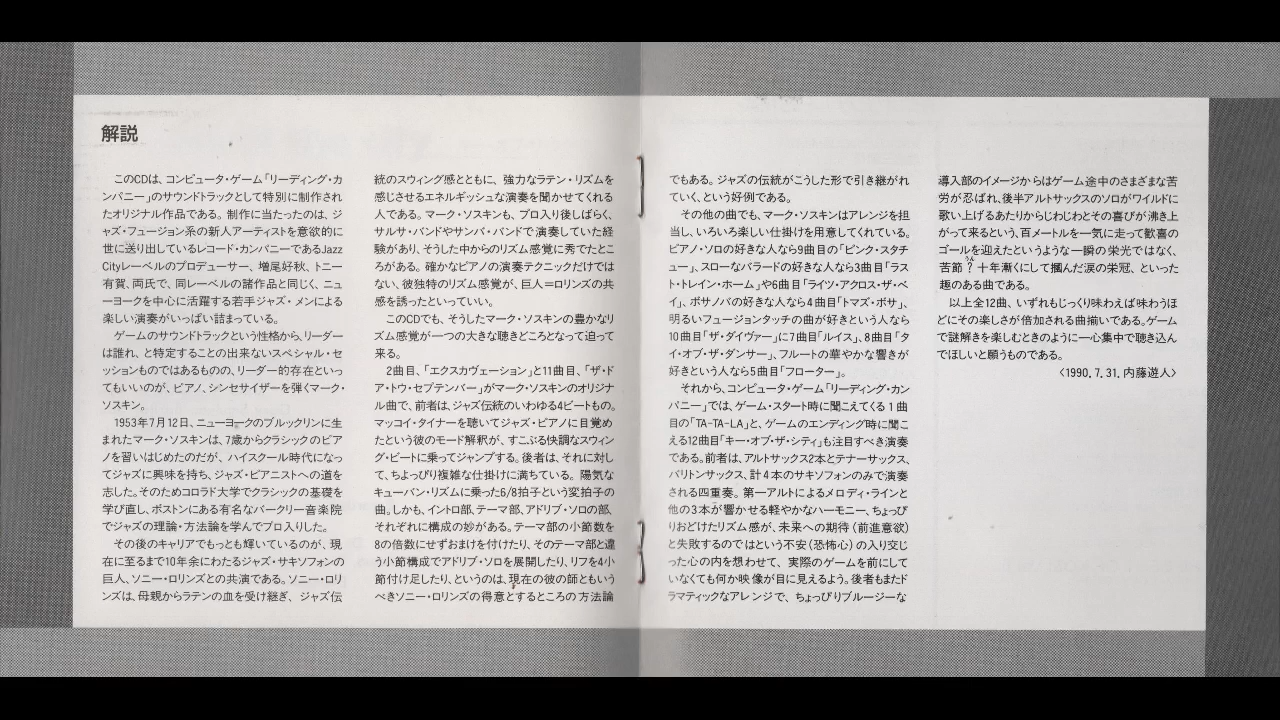 解説
このCDは、コンピュータ・ゲーム「リーディング・カ
ンパニー」のサウンドトラックとして特別に制作され
たオリジナル作品である。制作に当たったのは、ジ
ャズ・フュージョン系の新人アーティストを意欲的に
世に送り出しているレコード・カンパニーであるJazz
Cityレーベルのプロデューサー、増尾好秋、トニー
有賀、両氏で、同レーベルの諸作品と同じく、ニュ
ーヨークを中心に活躍する若手ジャズ・メンによる
楽しい演奏がいっぱい詰まっている。
ゲームのサウンドトラックという性格から、リーダー
は誰れ、と特定することの出来ないスペシャル・セ
ッションものではあるものの、リーダー的存在といっ
てもいいのが、ピアノ、シンセサイザーを弾くマーク・
ソスキン。
1953年7月12日、ニューヨークのブルックリンに生
まれたマーク・ソスキンは、7歳からクラシックのピア
ノを習いはじめたのだが、ハイスクール時代になっ
てジャズに興味を持ち、ジャズ・ピアニストへの道を
志した。そのためコロラド大学でクラシックの基礎を
学び直し、ボストンにある有名なバークリー音楽院
でジャズの理論・方法論を学んでプロ入りした。
その後のキャリアでもっとも輝いているのが、現
在に至るまで10年余にわたるジャズ・サキソフォンの
巨人、ソニー・ロリンズとの共演である。ソニー・ロリ
ンズは、母親からラテンの血を受け継ぎ、ジャズ伝
統のスウィング感とともに、強力なラテン・リズムを
感じさせるエネルギッシュな演奏を聞かせてくれる
人である。マーク・ソスキンも、プロ入り後しばらく、
サルサ・バンドやサンバ・バンドで演奏していた経
験があり、そうした中からのリズム感覚に秀でたとこ
ろがある。確かなピアノの演奏テクニックだけでは
ない、彼独特のリズム感覚が、巨人=ロリンズの共
感を誘ったといっていい。
このCDでも、そうしたマーク・ソスキンの豊かなリ
ズム感覚が一つの大きな聴きどころとなって迫って
来る。
2曲目、「エクスカヴェーション」と11曲目、「ザ・ド
ア・トゥ・セプテンバー」がマーク・ソスキンのオリジナ
ル曲で、前者は、ジャズ伝統のいわゆる4ビートもの。
マッコイ・タイナーを聴いてジャズ・ピアノに目覚め
たという彼のモード解釈が、すこぶる快調なスウィン
グ・ビートに乗ってジャンプする。後者は、それに対し
て、ちょっぴり複雑な仕掛けに満ちている。陽気な
キューバン・リズムに乗った6/8拍子という変拍子の
曲。しかも、イントロ部、テーマ部、アドリブ・ソロの部、
それぞれに構成の妙がある。テーマ部の小節数を
8の倍数にせずおまけを付けたり、そのテーマ部と違
う小節構成でアドリブ・ソロを展開したり、リフを4小
節付け足したり、というのは、現在の彼の師ともいう
べきソニー・ロリンズの得意とするところの方法論
でもある。ジャズの伝統がこうした形で引き継がれ
ていく、という好例である。
その他の曲でも、マーク・ソスキンはアレンジを担
当し、いろいろ楽しい仕掛けを用意してくれている。
ピアノ・ソロの好きな人なら9曲目の「ピンク・スタチ
ュー」、スローなバラードの好きな人なら3曲目「ラス
ト・トレイン・ホーム」や6曲目「ライツ・アクロス・ザ・ベ
イ」、ボサノバの好きな人なら4曲目「トマズ・ボサ」、
明るいフュージョンタッチの曲が好きという人なら
10曲目「ザ・ダイヴァー」に7曲目「ルイス」、8曲目「タ
イ・オブ・ザ・ダンサー」、フルートの華やかな響きが
好きという人なら5曲目「フローター」。
それから、コンピュータ・ゲーム「リーディング・カン
パニー」では、ゲーム・スタート時に聞こえてくる1曲
目の「TA-TA-LA」と、ゲームのエンディング時に聞こ
える12曲目「キー・オブ・ザ・シティ」も注目すべき演奏
である。前者は、アルトサックス2本とテナーサックス、
バリトンサックス、計4本のサキソフォンのみで演奏
される四重奏。第一アルトによるメロディ・ラインと
他の3本が響かせる軽やかなハーモニー、ちょっぴ
りおどけたリズム感が、未来への期待(前進意欲)
と失敗するのではという不安(恐怖心)の入り交じ
った心の内を想わせて、実際のゲームを前にして
いなくても何か映像が目に見えるよう。後者もまたド
ラマティックなアレンジで、ちょっぴりブルージーな
導入部のイメージからはゲーム途中のさまざまな苦
労が忍ばれ、後半アルトサックスのソロがワイルドに
歌い上げるあたりからじわじわとその喜びが沸き上
がって来るという、百メートルを一気に走って歓喜の
ゴールを迎えたというような一瞬の栄光ではなく、
苦節?十年漸くにして摑んだ涙の栄冠、といった
趣のある曲である。
以上全12曲、いずれもじっくり味わえば味わうほ
どにその楽しさが倍加される曲揃いである。ゲーム
で謎解きを楽しむときのように一心集中で聴き込ん
でほしいと願うものである。
〈1990.7.31.内藤遊人〉